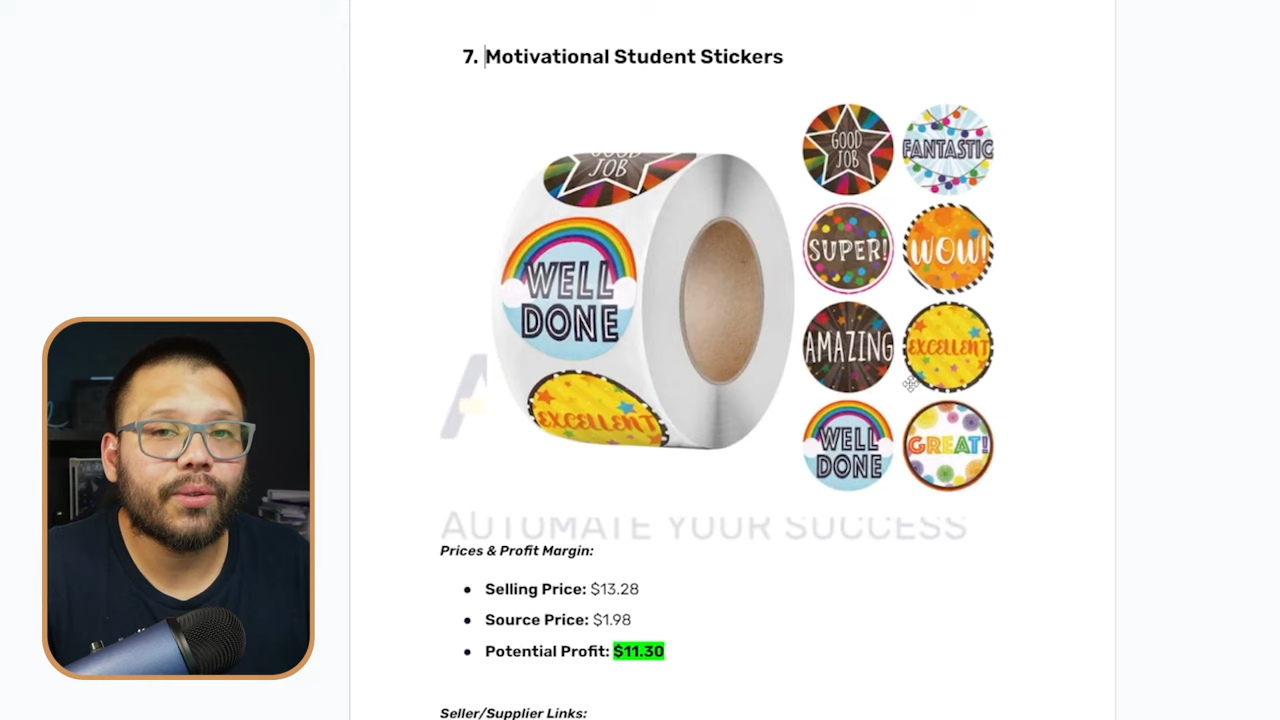 7. Motivational Student Stickers
GOOD
JOB
WELL
DONE
EXCELLENT
GOOD
JOB
FANTASTIC
SUPER!
WOW!
AMAZING
EXCELLENT
WELL
DONE
GREAT!
A
AUTOMATE YOUR SUCCESS
Prices & Profit Margin:
• Selling Price: $13.28
• Source Price: $1.98
• Potential Profit: $11.30
Seller/Supplier Links: